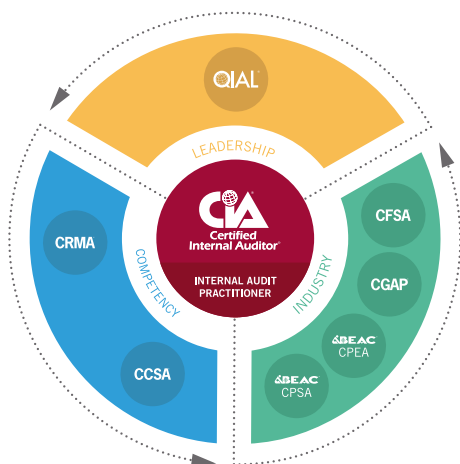 QIAL
LEADERSHIP
CIA
Certified
Internal Auditor®
INTERNAL AUDIT
PRACTITIONER
COMPETENCY
CRMA
CCSA
INDUSTRY
CFSA
CGAP
BEAC
CPEA
BEAC
CPSA